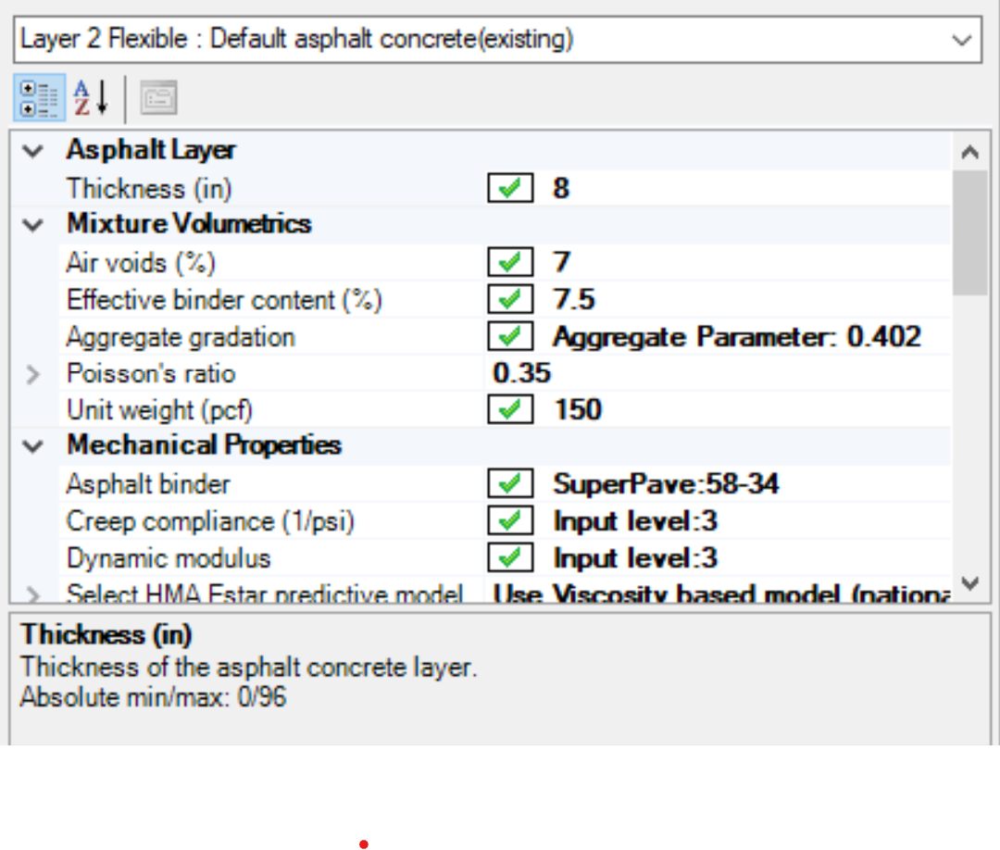 Layer 2 Flexible : Default asphalt concrete(existing)
A
Z
Asphalt Layer
Thickness (in) 8
Mixture Volumetrics
Air voids (%) 7
Effective binder content (%) 7.5
Aggregate gradation Aggregate Parameter: 0.402
Poisson's ratio 0.35
Unit weight (pcf) 150
Mechanical Properties
Asphalt binder SuperPave:58-34
Creep compliance (1/psi) Input level:3
Dynamic modulus Input level:3
Select HMA Estar predictive model Use Viscosity based model (nationa
Thickness (in)
Thickness of the asphalt concrete layer.
Absolute min/max: 0/96